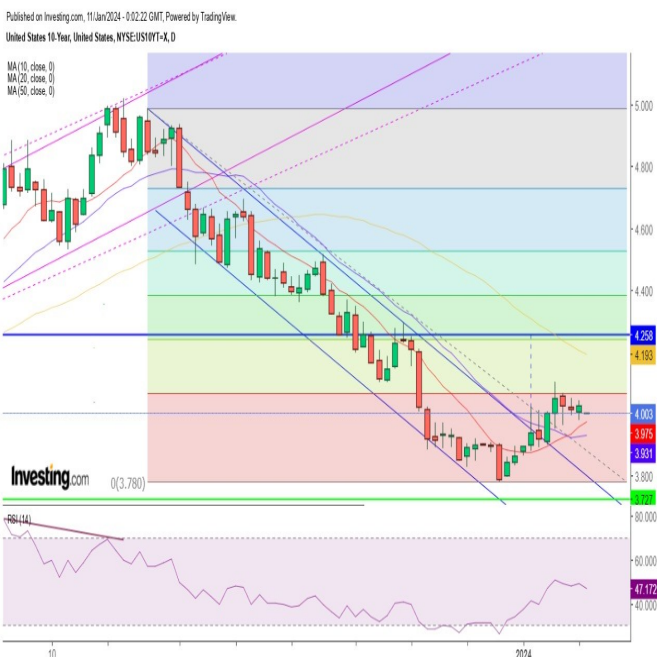 Published on Investing.com, 11/Jan/2024 - 0:02:22 GMT, Powered by TradingView.
United States 10-Year, United States, NYSE:US10YT=X, D
MA (10, close, 0)
MA (20, close, 0)
MA (50, close, 0)
5.000
4.800
4.600
4.400
4.258
4.193
4.003
3.975
3.931
3.800
3.727
Investing.com
0(3.780)
RSI (14)
80.000
60.000
47.172
40.000
10
2024